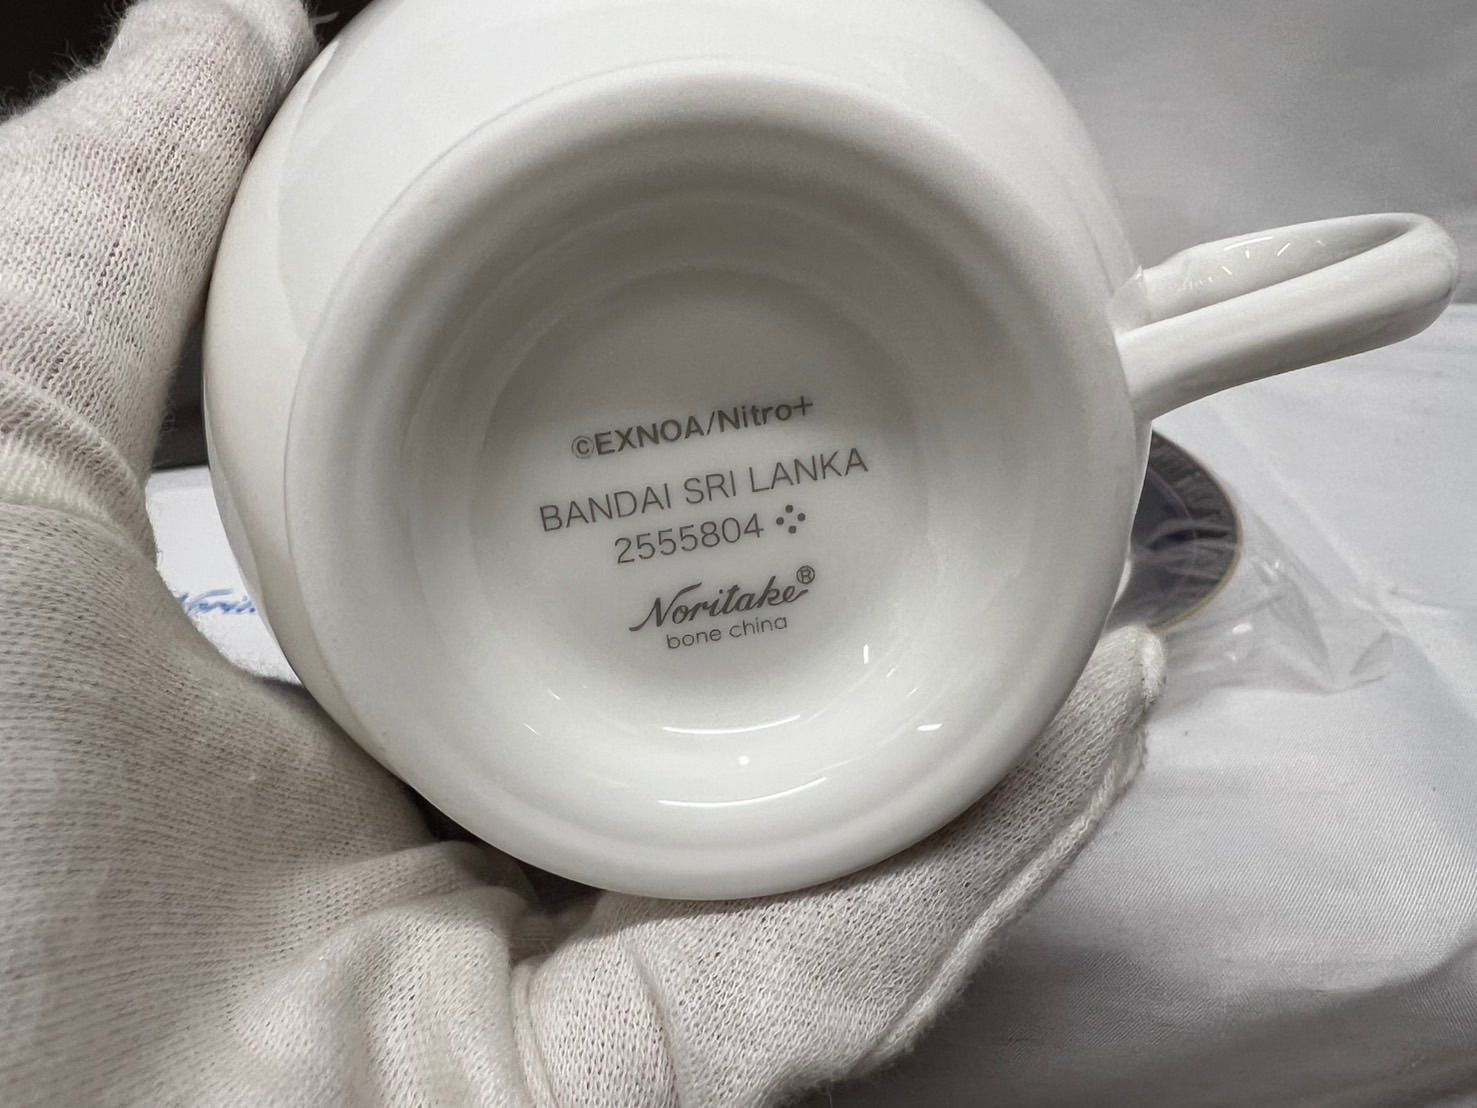 ©EXNOA/Nitro+
BANDAI SRI LANKA
2555804
Noritake®
bone china